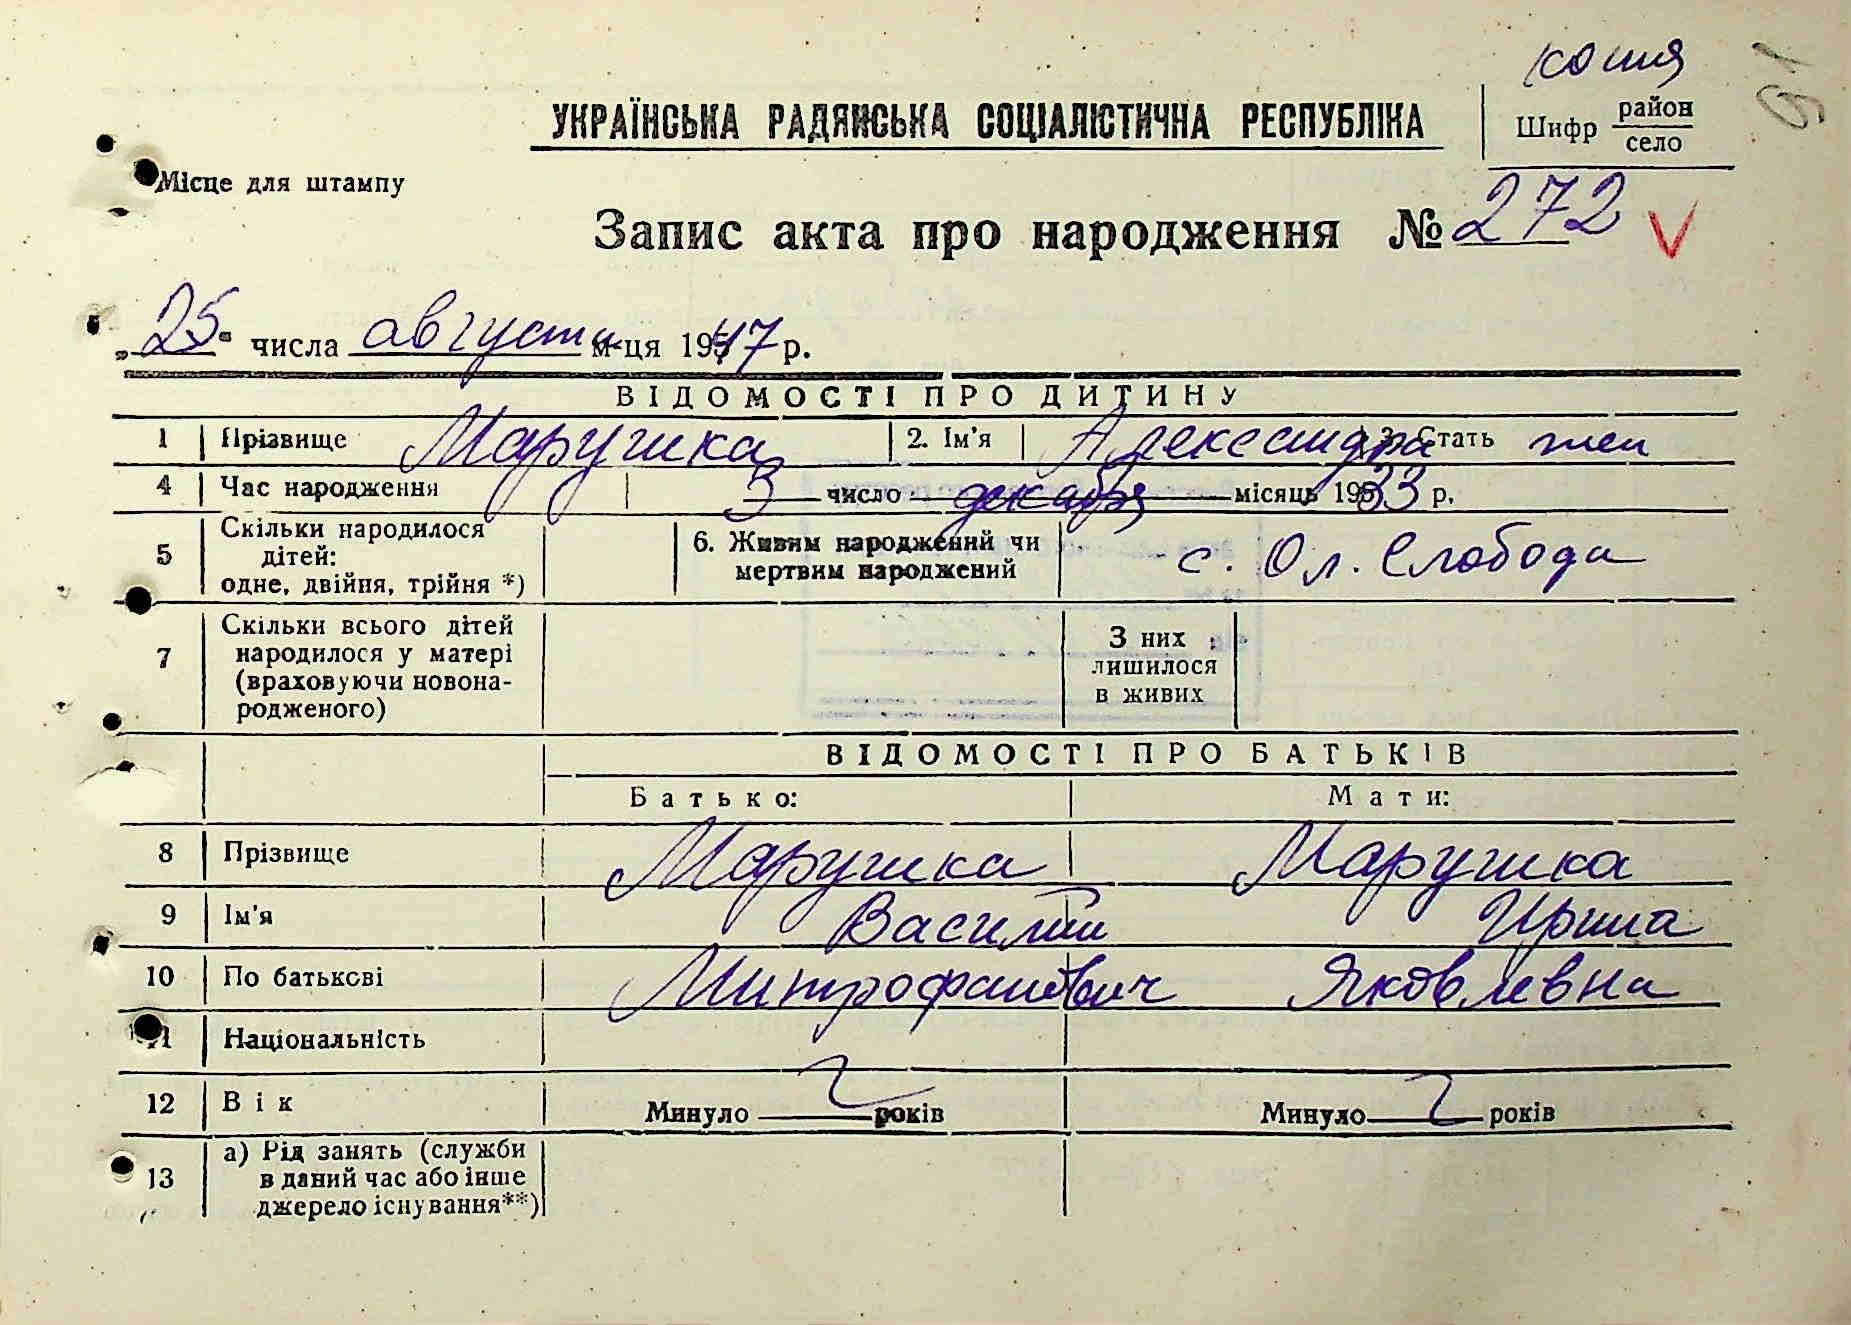 копия
91
УКРАЇНСЬКА РАДЯНСЬКА СОЦІАЛІСТИЧНА РЕСПУБЛІКА
Шифр район
село
Місце для штампу
Запис акта про народження № 272 V
„25“ числа августа м-ця 1947 р.
ВІДОМОСТІ ПРО ДИТИНУ
1 Прізвище Марушка 2. Ім'я Александра 3. Стать жен
4 Час народження 3 число декабря місяць 1933 р.
5 Скільки народилося дітей: одне, двійня, трійня *) 6. Живим народжений чи мертвим народжений с. Ол. Слобода
7 Скільки всього дітей народилося у матері (враховуючи новонародженого) З них лишилося в живих
ВІДОМОСТІ ПРО БАТЬКІВ
Батько: Мати:
8 Прізвище Марушка Марушка
9 Ім'я Василий Ирина
10 По батькові Митрофанович Яковлевна
11 Національність
12 Вік Минуло років Минуло років
13 а) Рід занять (служби в даний час або інше джерело існування**)